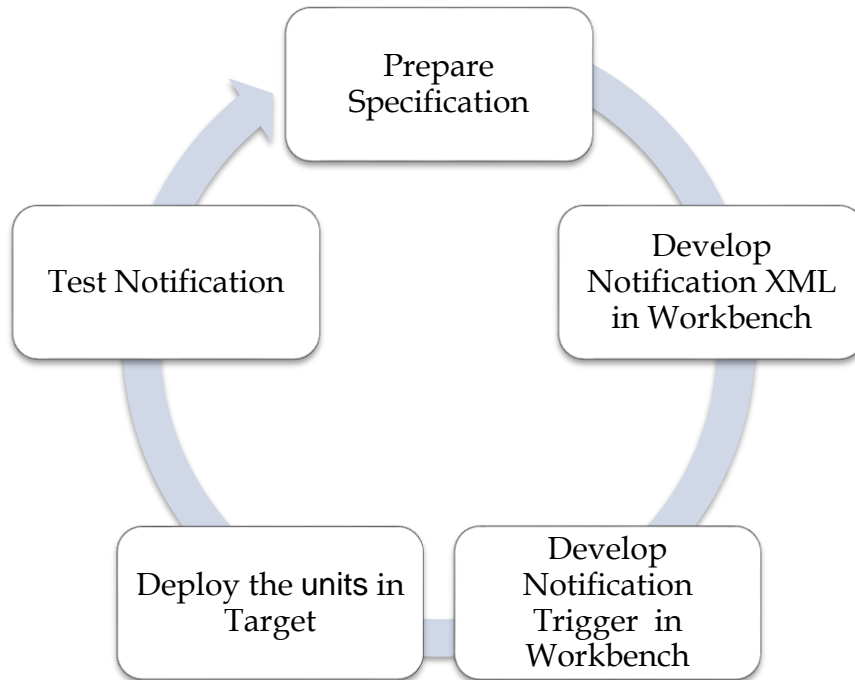 Prepare
Specification
Develop
Notification XML
in Workbench
Develop
Notification
Trigger  in
Workbench
Deploy the units in
Target
Test Notification